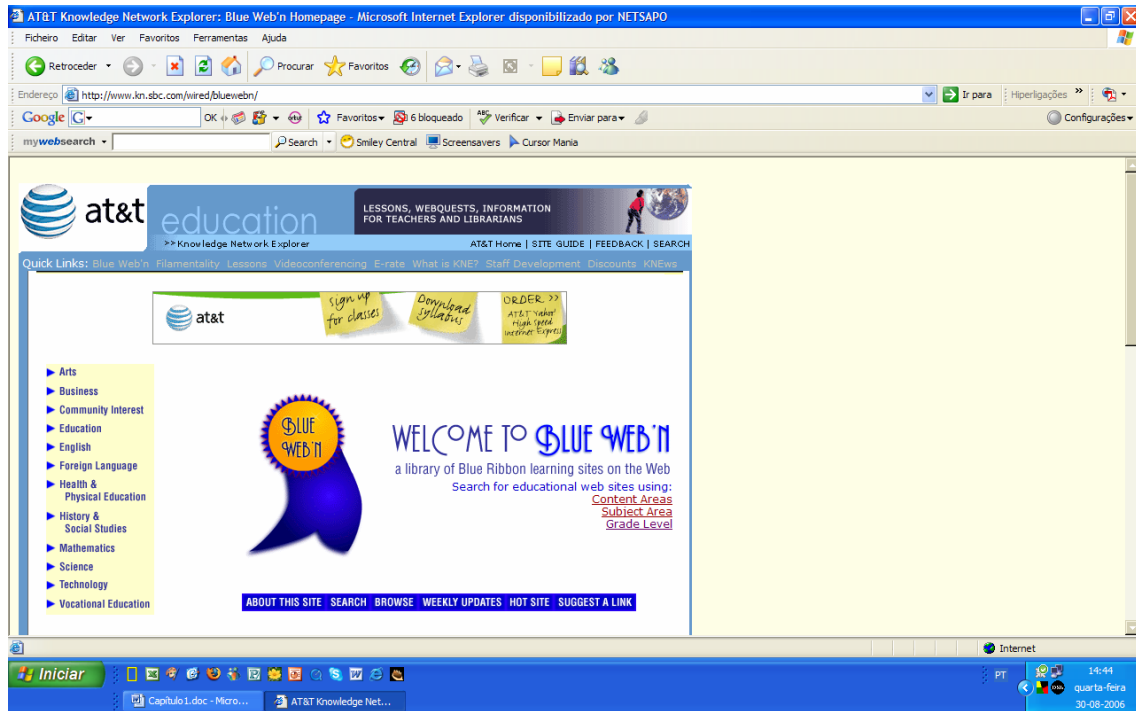 AT&T Knowledge Network Explorer: Blue Web'n Homepage - Microsoft Internet Explorer disponibilizado por NETSAPO
Ficheiro Editar Ver Favoritos Ferramentas Ajuda
Retroceder Procurar Favoritos
Endereço http://www.kn.sbc.com/wired/bluewebn/ Ir para Hiperligações
Google G OK Favoritos 6 bloqueado ABC Verificar Enviar para Configurações
mywebsearch Search Smiley Central Screensavers Cursor Mania
at&t education
LESSONS, WEBQUESTS, INFORMATION
FOR TEACHERS AND LIBRARIANS
>>Knowledge Network Explorer AT&T Home | SITE GUIDE | FEEDBACK | SEARCH
Quick Links: Blue Web'n Filamentality Lessons Videoconferencing E-rate What is KNE? Staff Development Discounts KNEws
at&t
sign up
for classes
Download
syllabus
ORDER >>
AT&T Yahoo!
High Speed
Internet Express
Arts
Business
Community Interest
Education
English
Foreign Language
Health &
Physical Education
History &
Social Studies
Mathematics
Science
Technology
Vocational Education
BLUE
WEB'N
WELCOME TO BLUE WEB'N
a library of Blue Ribbon learning sites on the Web
Search for educational web sites using:
Content Areas
Subject Area
Grade Level
ABOUT THIS SITE SEARCH BROWSE WEEKLY UPDATES HOT SITE SUGGEST A LINK
Internet
Iniciar PT 14:44
Capítulo1.doc - Micro... AT&T Knowledge Net... quarta-feira
30-08-2006